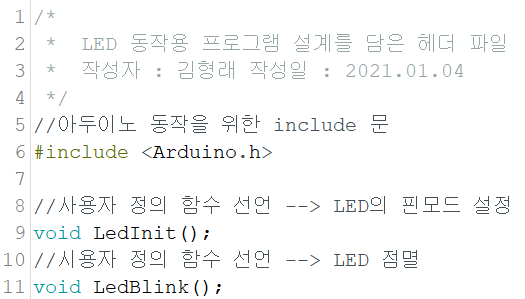 1 /*
2  *  LED 동작용 프로그램 설계를 담은 헤더 파일
3  *  작성자 : 김형래 작성일 : 2021.01.04
4  */
5 //아두이노 동작을 위한 include 문
6 #include <Arduino.h>
7
8 //사용자 정의 함수 선언 --> LED의 핀모드 설정
9 void LedInit();
10 //시용자 정의 함수 선언 --> LED 점멸
11 void LedBlink();